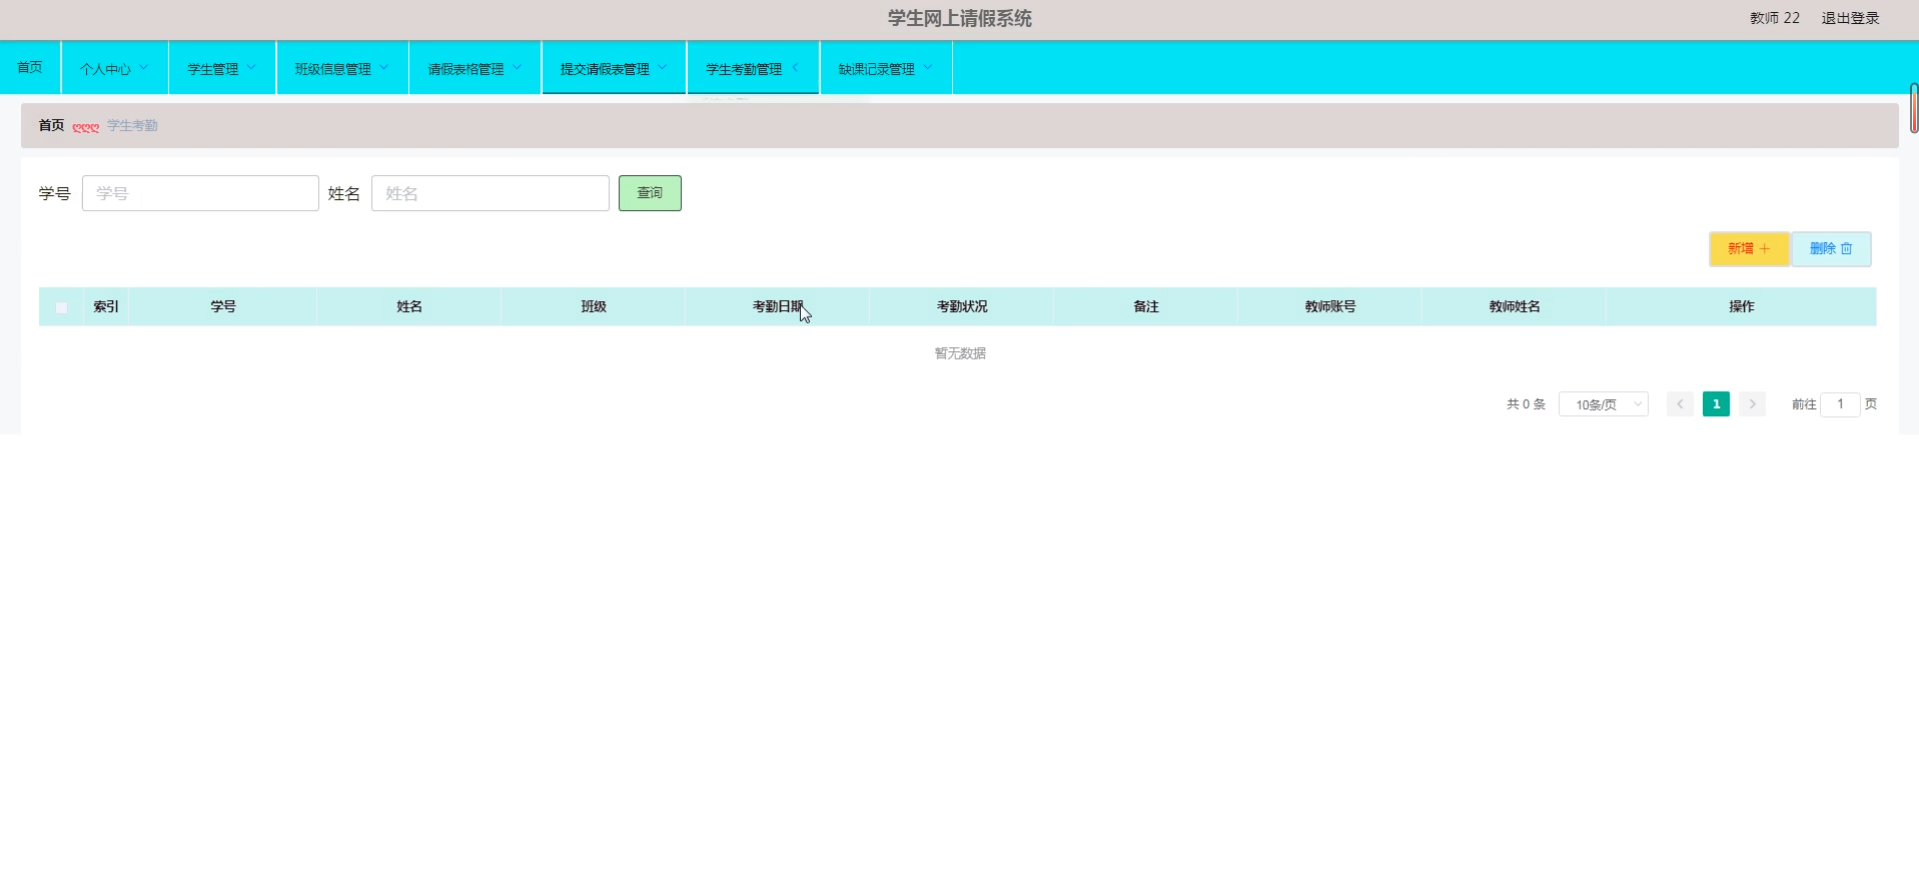 学生网上请假系统
教师 22 退出登录
首页 个人中心 学生管理 班级信息管理 请假表格管理 提交请假表管理 学生考勤管理 缺课记录管理
首页 ღღღ 学生考勤
学号 学号 姓名 姓名 查询
新增 删除
索引 学号 姓名 班级 考勤日期 考勤状况 备注 教师账号 教师姓名 操作
暂无数据
共 0 条 10条/页 1 前往 1 页